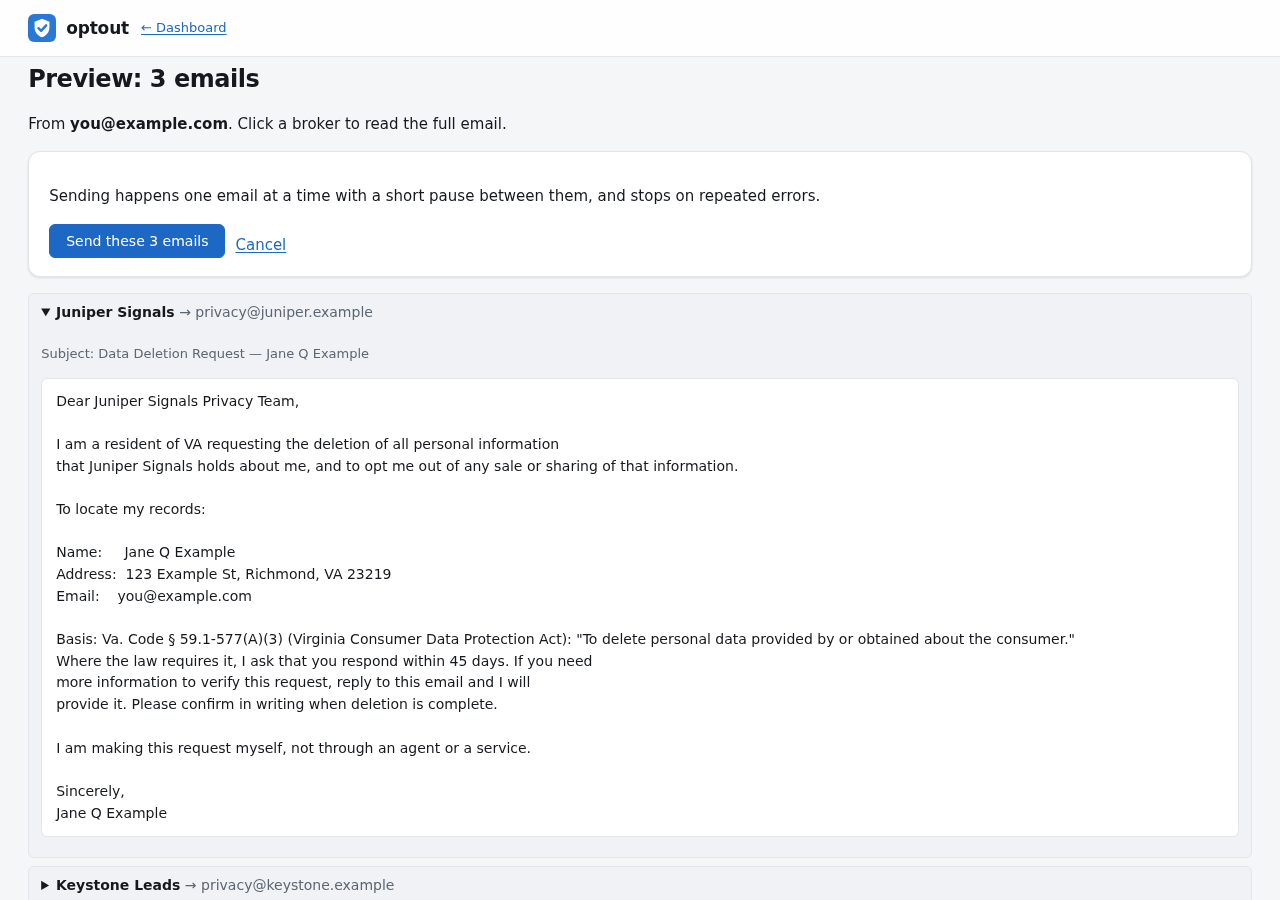 optout ← Dashboard
Preview: 3 emails
From you@example.com. Click a broker to read the full email.
Sending happens one email at a time with a short pause between them, and stops on repeated errors.
Send these 3 emails Cancel
▼ Juniper Signals → privacy@juniper.example
Subject: Data Deletion Request — Jane Q Example
Dear Juniper Signals Privacy Team,
I am a resident of VA requesting the deletion of all personal information
that Juniper Signals holds about me, and to opt me out of any sale or sharing of that information.
To locate my records:
Name: Jane Q Example
Address: 123 Example St, Richmond, VA 23219
Email: you@example.com
Basis: Va. Code § 59.1-577(A)(3) (Virginia Consumer Data Protection Act): "To delete personal data provided by or obtained about the consumer."
Where the law requires it, I ask that you respond within 45 days. If you need
more information to verify this request, reply to this email and I will
provide it. Please confirm in writing when deletion is complete.
I am making this request myself, not through an agent or a service.
Sincerely,
Jane Q Example
▶ Keystone Leads → privacy@keystone.example